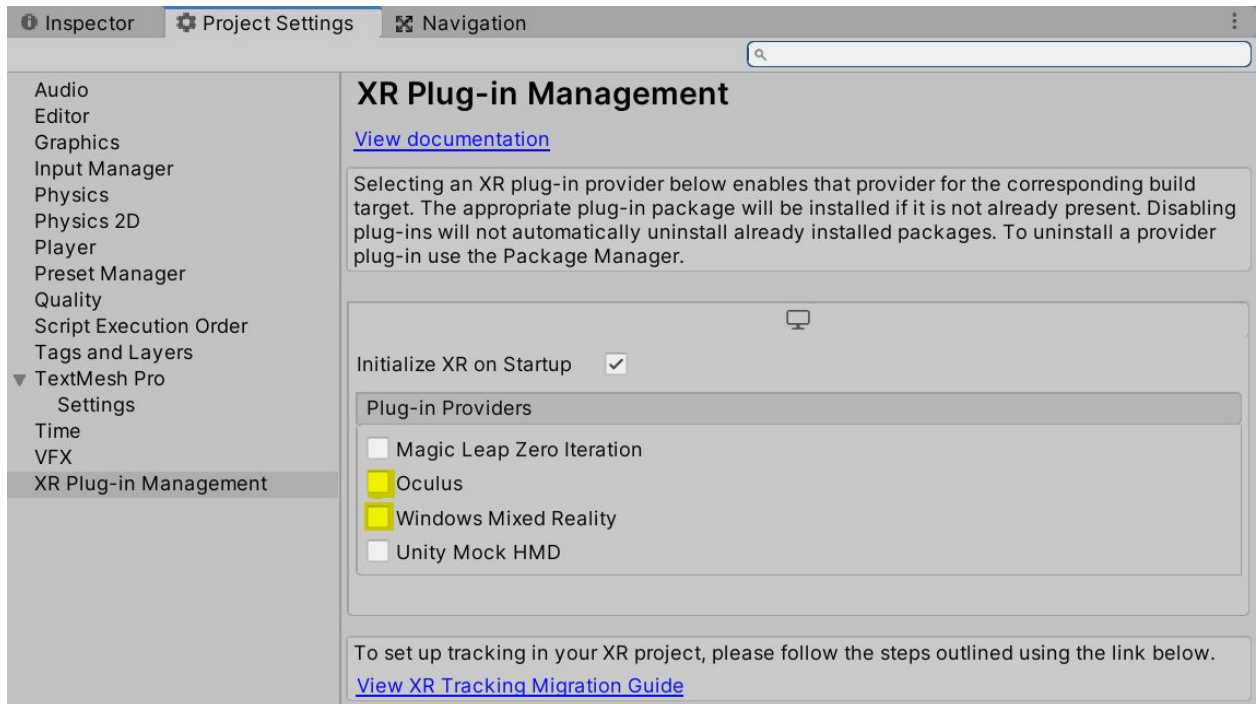 Inspector
Project Settings
Navigation
XR Plug-in Management
View documentation
Selecting an XR plug-in provider below enables that provider for the corresponding build
target. The appropriate plug-in package will be installed if it is not already present. Disabling
plug-ins will not automatically uninstall already installed packages. To uninstall a provider
plug-in use the Package Manager.
Audio
Editor
Graphics
Input Manager
Physics
Physics 2D
Player
Preset Manager
Quality
Script Execution Order
Tags and Layers
TextMesh Pro
Settings
Time
VFX
XR Plug-in Management
Initialize XR on Startup
Plug-in Providers
Magic Leap Zero Iteration
Oculus
Windows Mixed Reality
Unity Mock HMD
To set up tracking in your XR project, please follow the steps outlined using the link below.
View XR Tracking Migration Guide